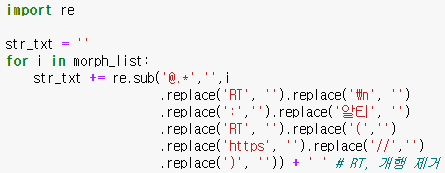 import re
str_txt = ''
for i in morph_list:
    str_txt += re.sub('@.*','',i
                      .replace('RT', '').replace('₩n', '')
                      .replace(':','').replace('알티', '')
                      .replace('RT', '').replace('(','')
                      .replace('https', '').replace('//','')
                      .replace(')', '')) + ' ' # RT, 개행 제거